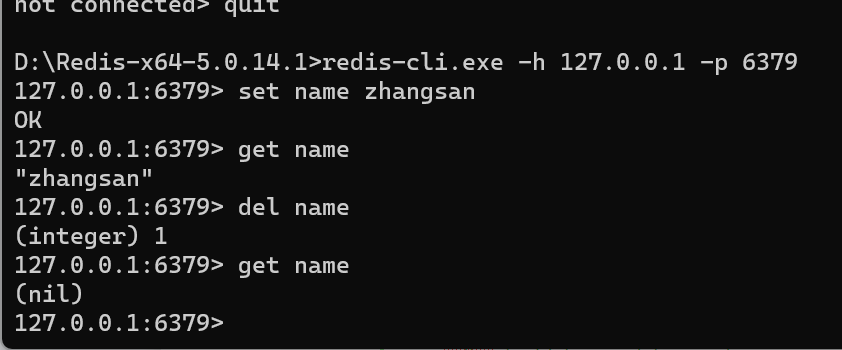 not connected> quit
D:\Redis-x64-5.0.14.1>redis-cli.exe -h 127.0.0.1 -p 6379
127.0.0.1:6379> set name zhangsan
OK
127.0.0.1:6379> get name
"zhangsan"
127.0.0.1:6379> del name
(integer) 1
127.0.0.1:6379> get name
(nil)
127.0.0.1:6379>